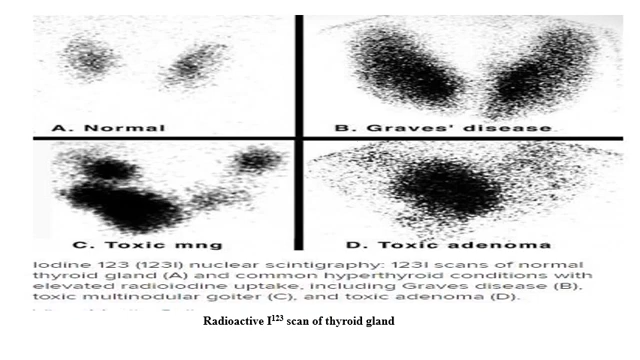 A. Normal
B. Graves' disease
C. Toxic mng
D. Toxic adenoma
Iodine 123 (123I) nuclear scintigraphy: 123I scans of normal
thyroid gland (A) and common hyperthyroid conditions with
elevated radioiodine uptake, including Graves disease (B),
toxic multinodular goiter (C), and toxic adenoma (D).
Radioactive I¹²³ scan of thyroid gland